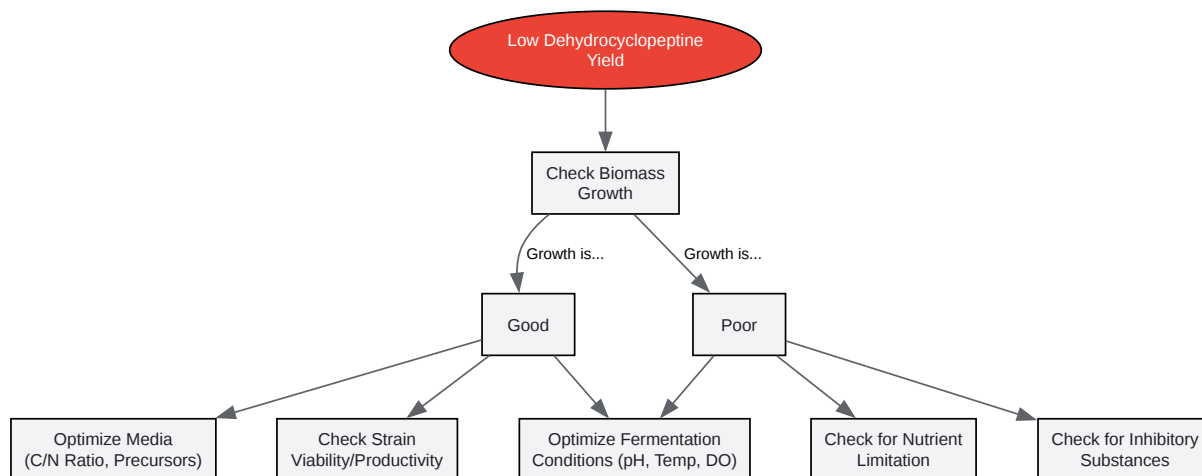 Low Dehydrocyclopeptine
Yield
Check Biomass
Growth
Growth is...
Growth is...
Good
Poor
Optimize Media
(C/N Ratio, Precursors)
Check Strain
Viability/Productivity
Optimize Fermentation
Conditions (pH, Temp, DO)
Check for Nutrient
Limitation
Check for Inhibitory
Substances